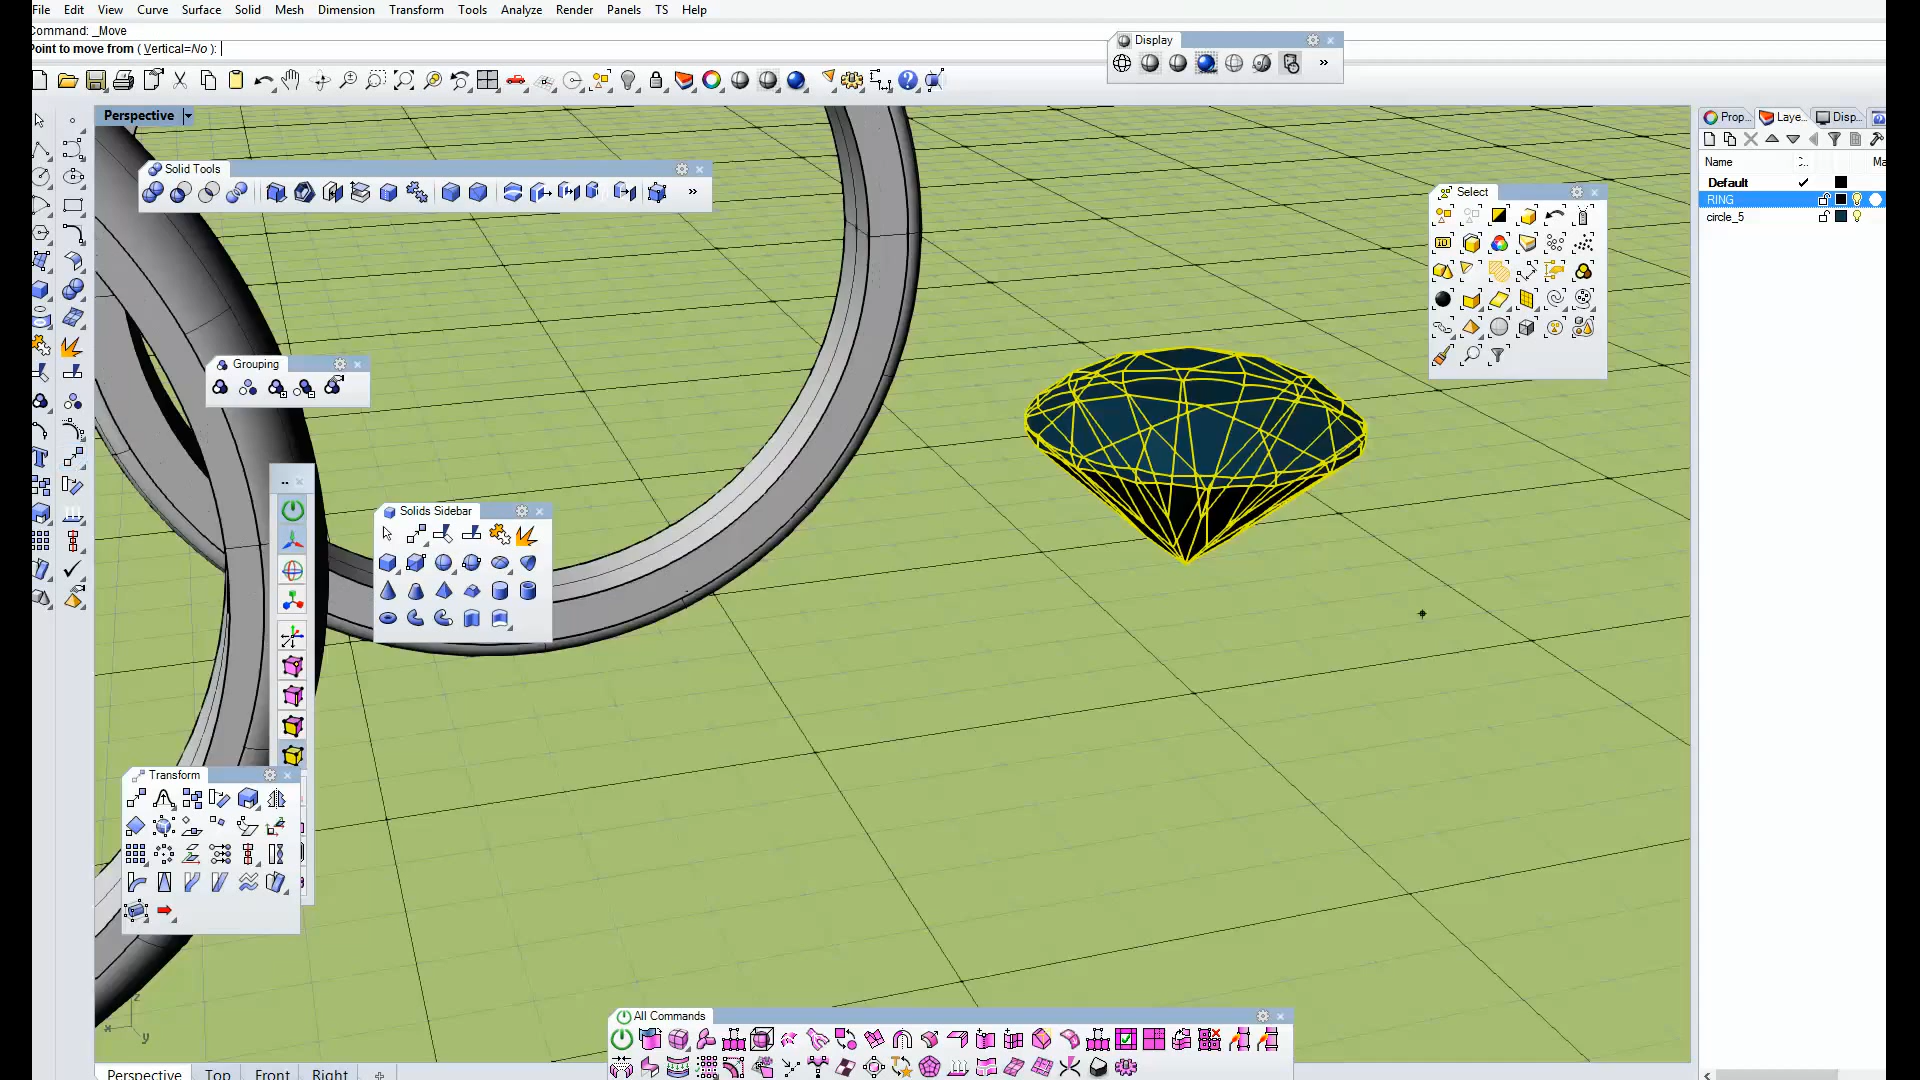 File Edit View Curve Surface Solid Mesh Dimension Transform Tools Analyze Render Panels TS Help
Command: _Move
Point to move from ( Vertical=No ):
Display
Perspective
Prop... Laye... Disp...
Solid Tools
Name
Ma
Default
Select
RING
circle_5
ID
Grouping
Solids Sidebar
Transform
z
x
y
All Commands
Perspective Top Front Right